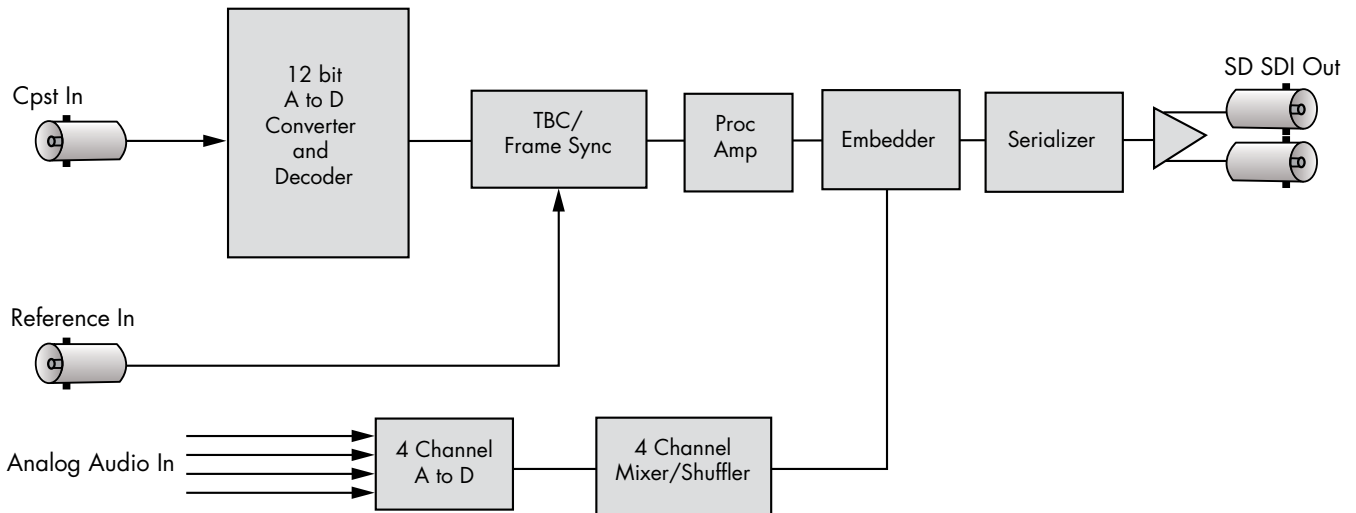 Cpst In
12 bit
A to D
Converter
and
Decoder
TBC/
Frame Sync
Proc
Amp
Embedder
Serializer
SD SDI Out
Reference In
Analog Audio In
4 Channel
A to D
4 Channel
Mixer/Shuffler